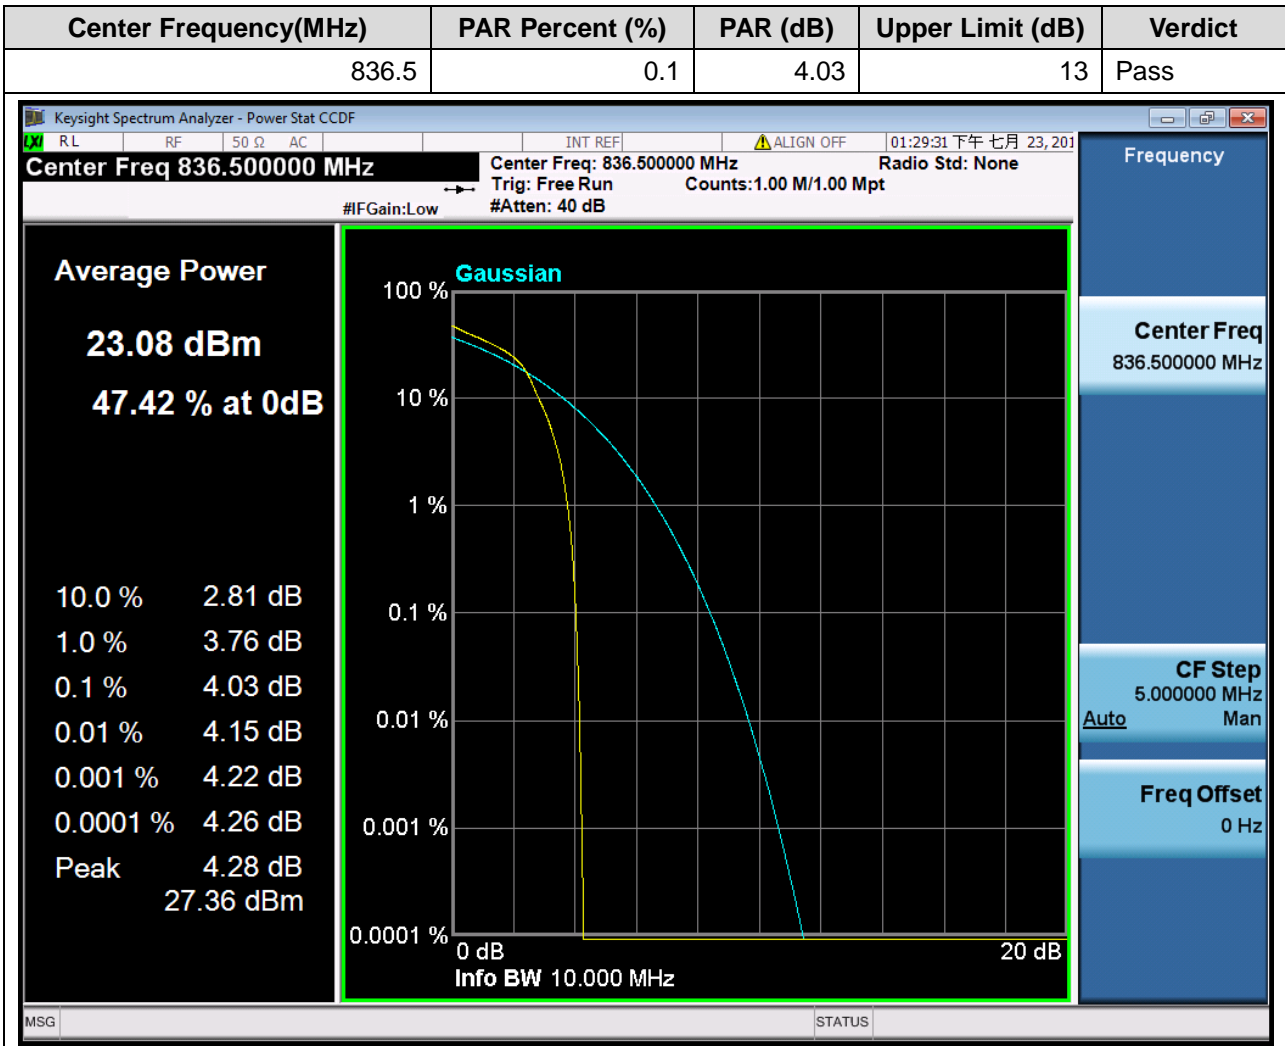 Center Frequency(MHz) PAR Percent (%) PAR (dB) Upper Limit (dB) Verdict
836.5 0.1 4.03 13 Pass
Keysight Spectrum Analyzer - Power Stat CCDF
LXI RL RF 50 Ω AC INT REF ALIGN OFF 01:29:31 下午 七月 23, 201
Center Freq 836.500000 MHz
Center Freq: 836.500000 MHz Radio Std: None
Trig: Free Run Counts:1.00 M/1.00 Mpt
#IFGain:Low #Atten: 40 dB
Average Power
23.08 dBm
47.42 % at 0dB
10.0 % 2.81 dB
1.0 % 3.76 dB
0.1 % 4.03 dB
0.01 % 4.15 dB
0.001 % 4.22 dB
0.0001 % 4.26 dB
Peak 4.28 dB
27.36 dBm
Gaussian
100 %
10 %
1 %
0.1 %
0.01 %
0.001 %
0.0001 %
0 dB 20 dB
Info BW 10.000 MHz
Frequency
Center Freq
836.500000 MHz
CF Step
5.000000 MHz
Auto Man
Freq Offset
0 Hz
MSG STATUS